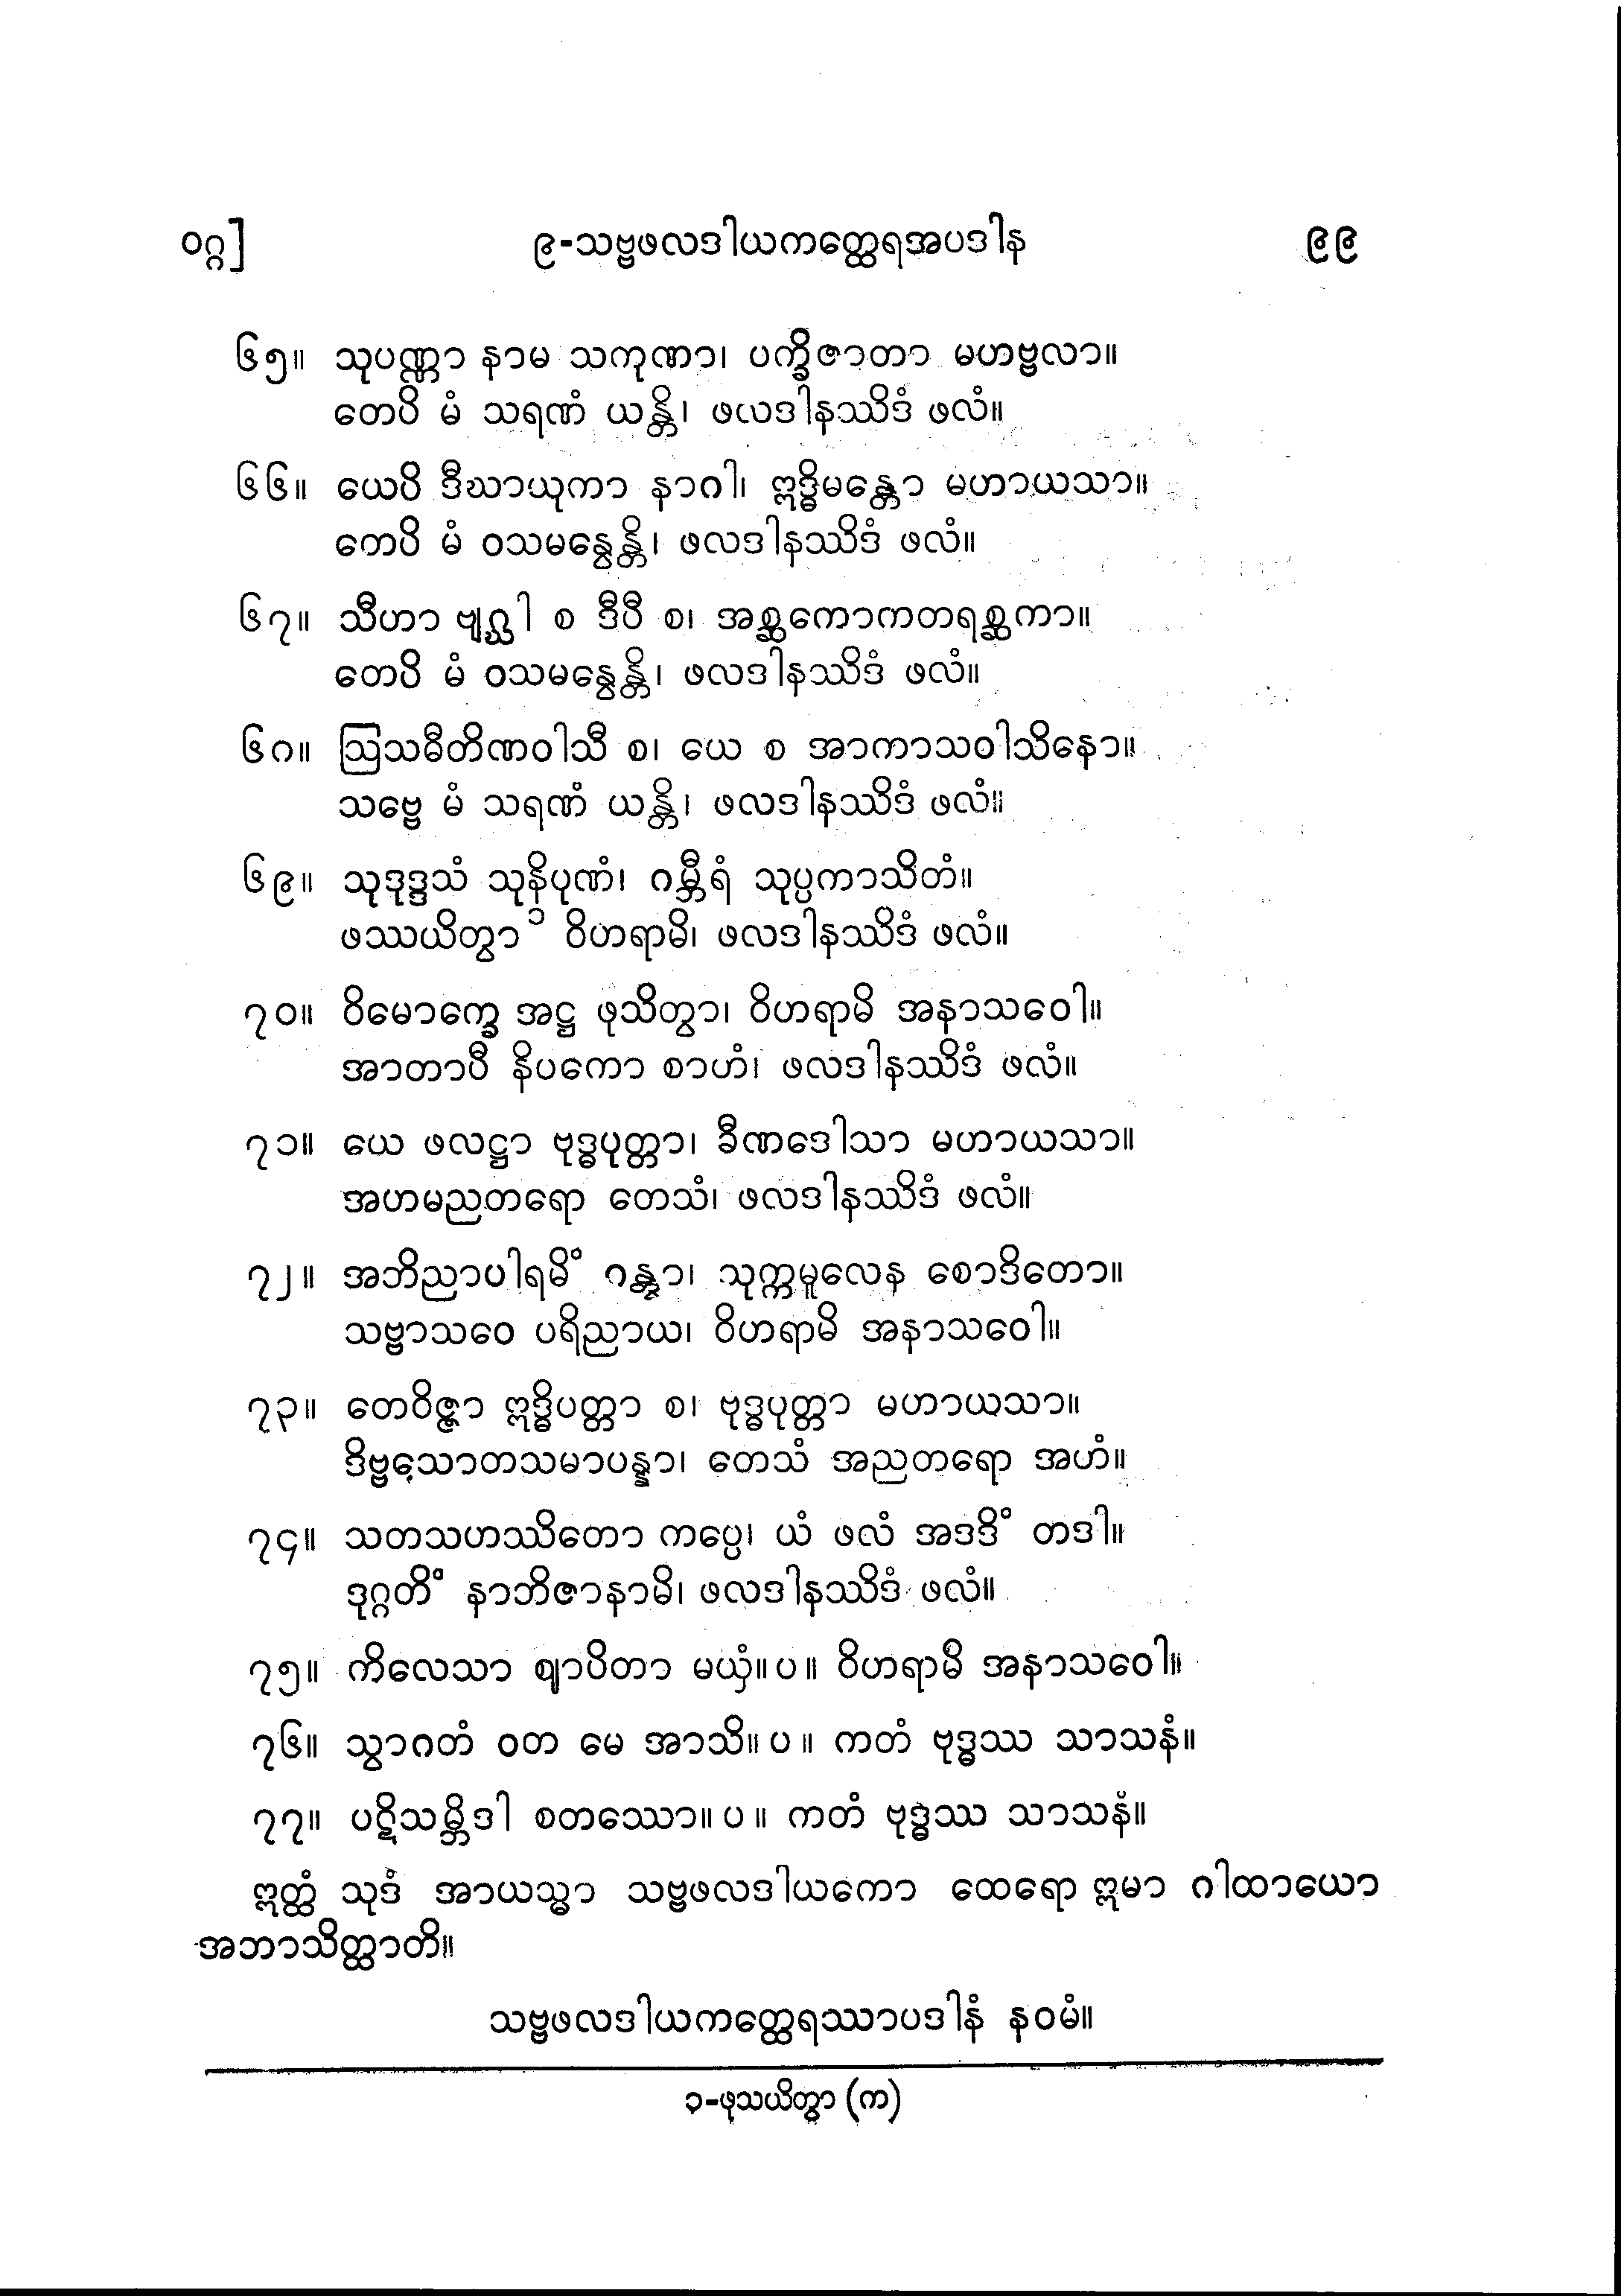 ဝဂ္ဂ]
၉-သဗ္ဗဖလဒါယကတ္ထေရအပဒါန
၉၉
၆၅။ သုပဏ္ဏာ နာမ သကုဏာ၊ ပက္ခိဇာတာ မဟဗ္ဗလာ။
တေပိ မံ သရဏံ ယန္တိ၊ ဖလဒါနဿိဒံ ဖလံ။
၆၆။ ယေပိ ဒီဃာယုကာ နာဂါ၊ ဣဒ္ဓိမန္တော မဟာယသာ။
ကေပိ မံ ဝသမန္တွေန္တိ၊ ဖလဒါနဿိဒံ ဖလံ။
၆၇။ သီဟာ ဗျဂ္ဃါ စ ဒီပီ စ၊ အစ္ဆကောကတရစ္ဆကာ။
တေပိ မံ ဝသမန္တွေန္တိ၊ ဖလဒါနဿိဒံ ဖလံ။
၆၈။ ဩသဓီတိဏဝါသီ စ၊ ယေ စ အာကာသဝါသိနော။
သဗ္ဗေ မံ သရဏံ ယန္တိ၊ ဖလဒါနဿိဒံ ဖလံ။
၆၉။ သုဒုဒ္ဒသံ သုနိပုဏံ၊ ဂမ္ဘီရံ သုပ္ပကာသိတံ။
ဖဿယိတွာ ၁ ဝိဟရာမိ၊ ဖလဒါနဿိဒံ ဖလံ။
၇၀။ ဝိမောက္ခေ အဋ္ဌ ဖုသိတွာ၊ ဝိဟရာမိ အနာသဝေါ။
အာတာပီ နိပကော စာဟံ၊ ဖလဒါနဿိဒံ ဖလံ။
၇၁။ ယေ ဖလဋ္ဌာ ဗုဒ္ဓပုတ္တာ၊ ခီဏဒေါသာ မဟာယသာ။
အဟမညတရော တေသံ၊ ဖလဒါနဿိဒံ ဖလံ။
၇၂။ အဘိညာပါရမိံ ဂန္တွာ၊ သုက္ကမူလေန စောဒိတော။
သဗ္ဗာသဝေ ပရိညာယ၊ ဝိဟရာမိ အနာသဝေါ။
၇၃။ တေဝိဇ္ဇာ ဣဒ္ဓိပတ္တာ စ၊ ဗုဒ္ဓပုတ္တာ မဟာယသာ။
ဒိဗ္ဗသောတသမာပန္နာ၊ တေသံ အညတရော အဟံ။
၇၄။ သတသဟဿိတော ကပ္ပေ၊ ယံ ဖလံ အဒဒိံ တဒါ။
ဒုဂ္ဂတိံ နာဘိဇာနာမိ၊ ဖလဒါနဿိဒံ ဖလံ။
၇၅။ ကိလေသာ ဈာပိတာ မယှံ။ ပ။ ဝိဟရာမိ အနာသဝေါ။
၇၆။ သွာဂတံ ဝတ မေ အာသိ။ ပ။ ကတံ ဗုဒ္ဓဿ သာသနံ။
၇၇။ ပဋိသမ္ဘိဒါ စတဿော။ ပ။ ကတံ ဗုဒ္ဓဿ သာသနံ။
ဣတ္ထံ သုဒံ အာယသ္မာ သဗ္ဗဖလဒါယကော ထေရော ဣမာ ဂါထာယော
အဘာသိတ္ထာတိ။
သဗ္ဗဖလဒါယကတ္ထေရဿာပဒါနံ နဝမံ။
၁-ဖုသယိတွာ (က)